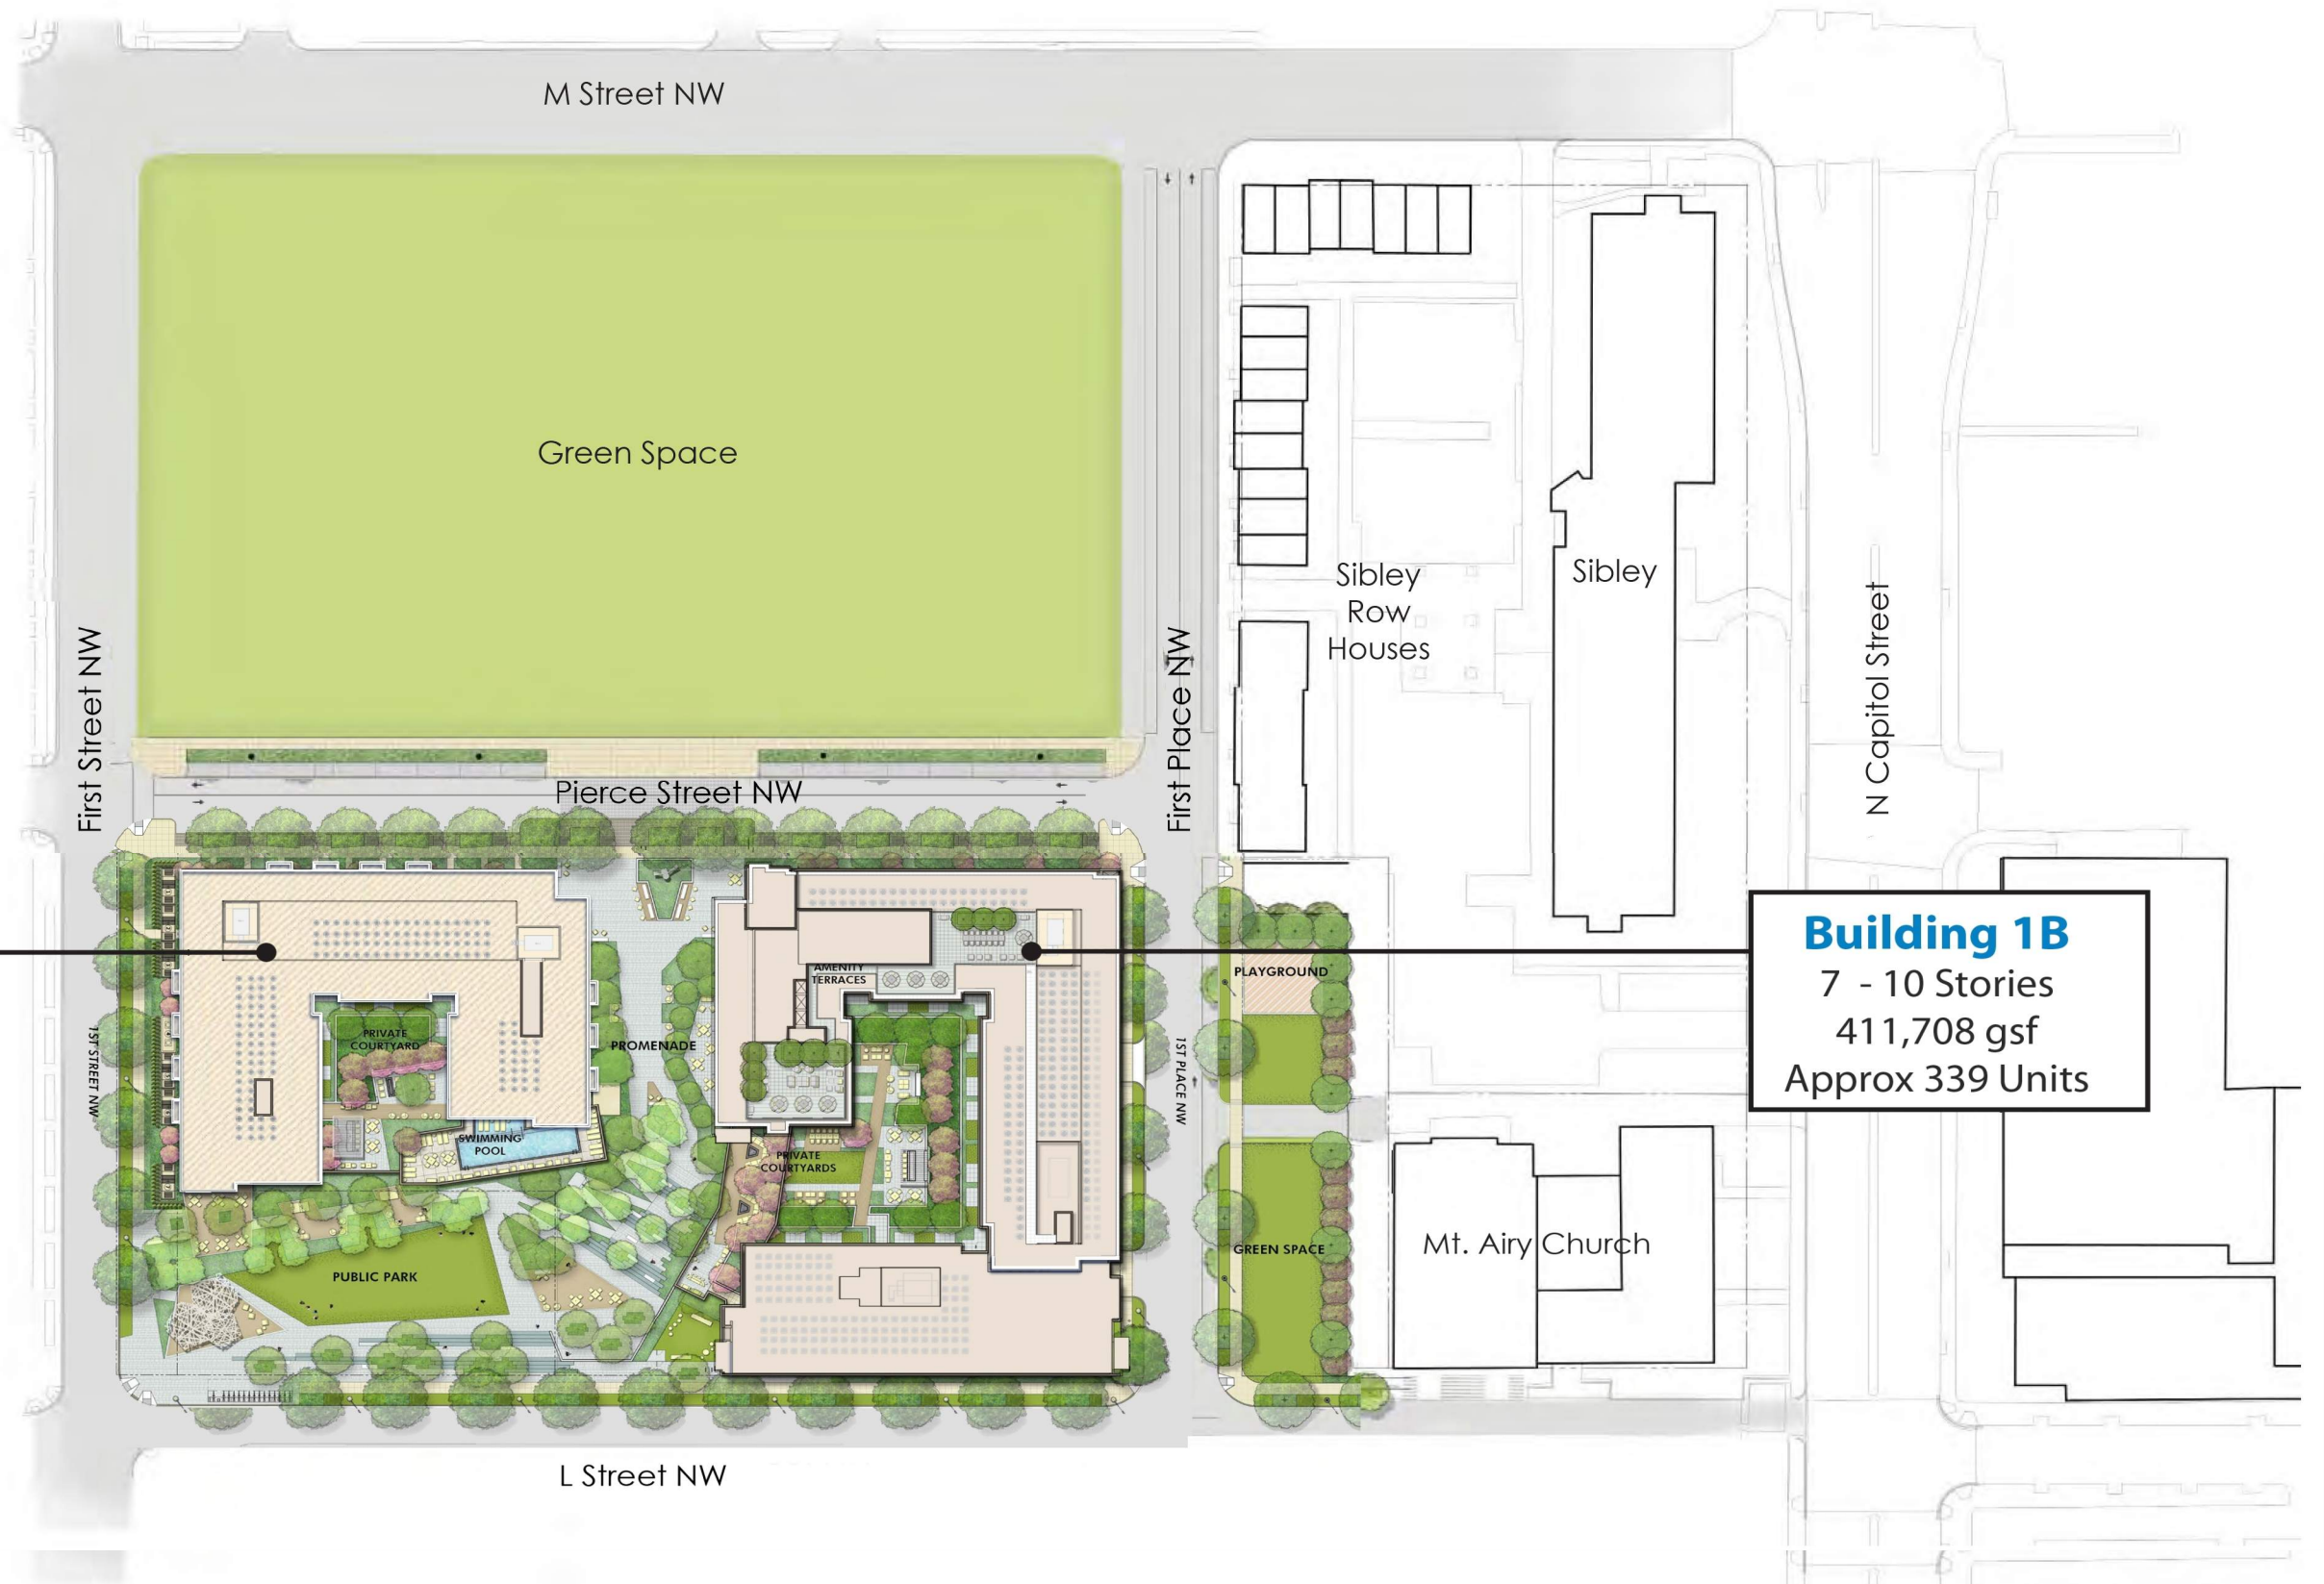 M Street NW
Green Space
Sibley
Row
Houses
Sibley
First Street NW
First Place NW
N Capitol Street
Pierce Street NW
Building 1B
7 - 10 Stories
411,708 gsf
Approx 339 Units
AMENITY
TERRACES
PLAYGROUND
PRIVATE
COURTYARD
PROMENADE
1ST STREET NW
1ST PLACE NW
SWIMMING
POOL
PRIVATE
COURTYARDS
Mt. Airy Church
GREEN SPACE
PUBLIC PARK
L Street NW